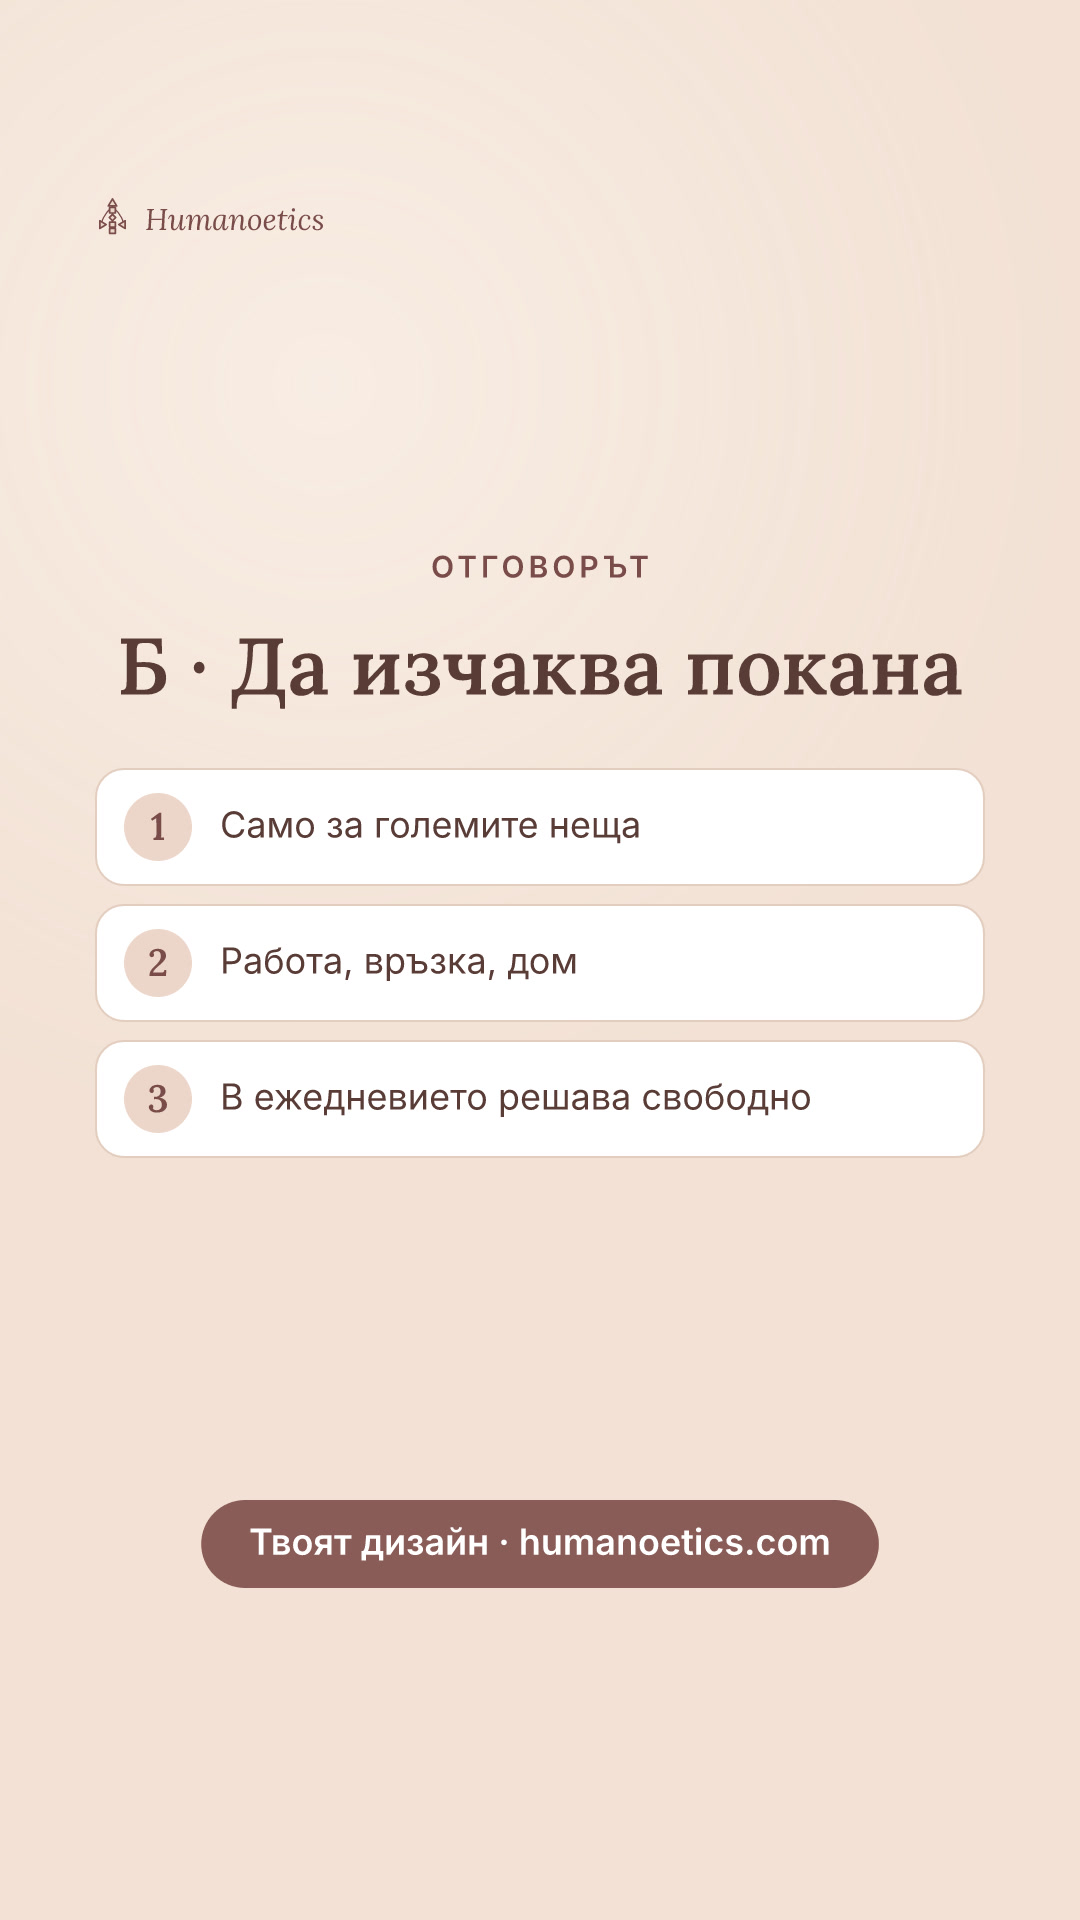 Humanoetics
ОТГОВОРЪТ
Б · Да изчаква покана
1 Само за големите неща
2 Работа, връзка, дом
3 В ежедневието решава свободно
Твоят дизайн · humanoetics.com